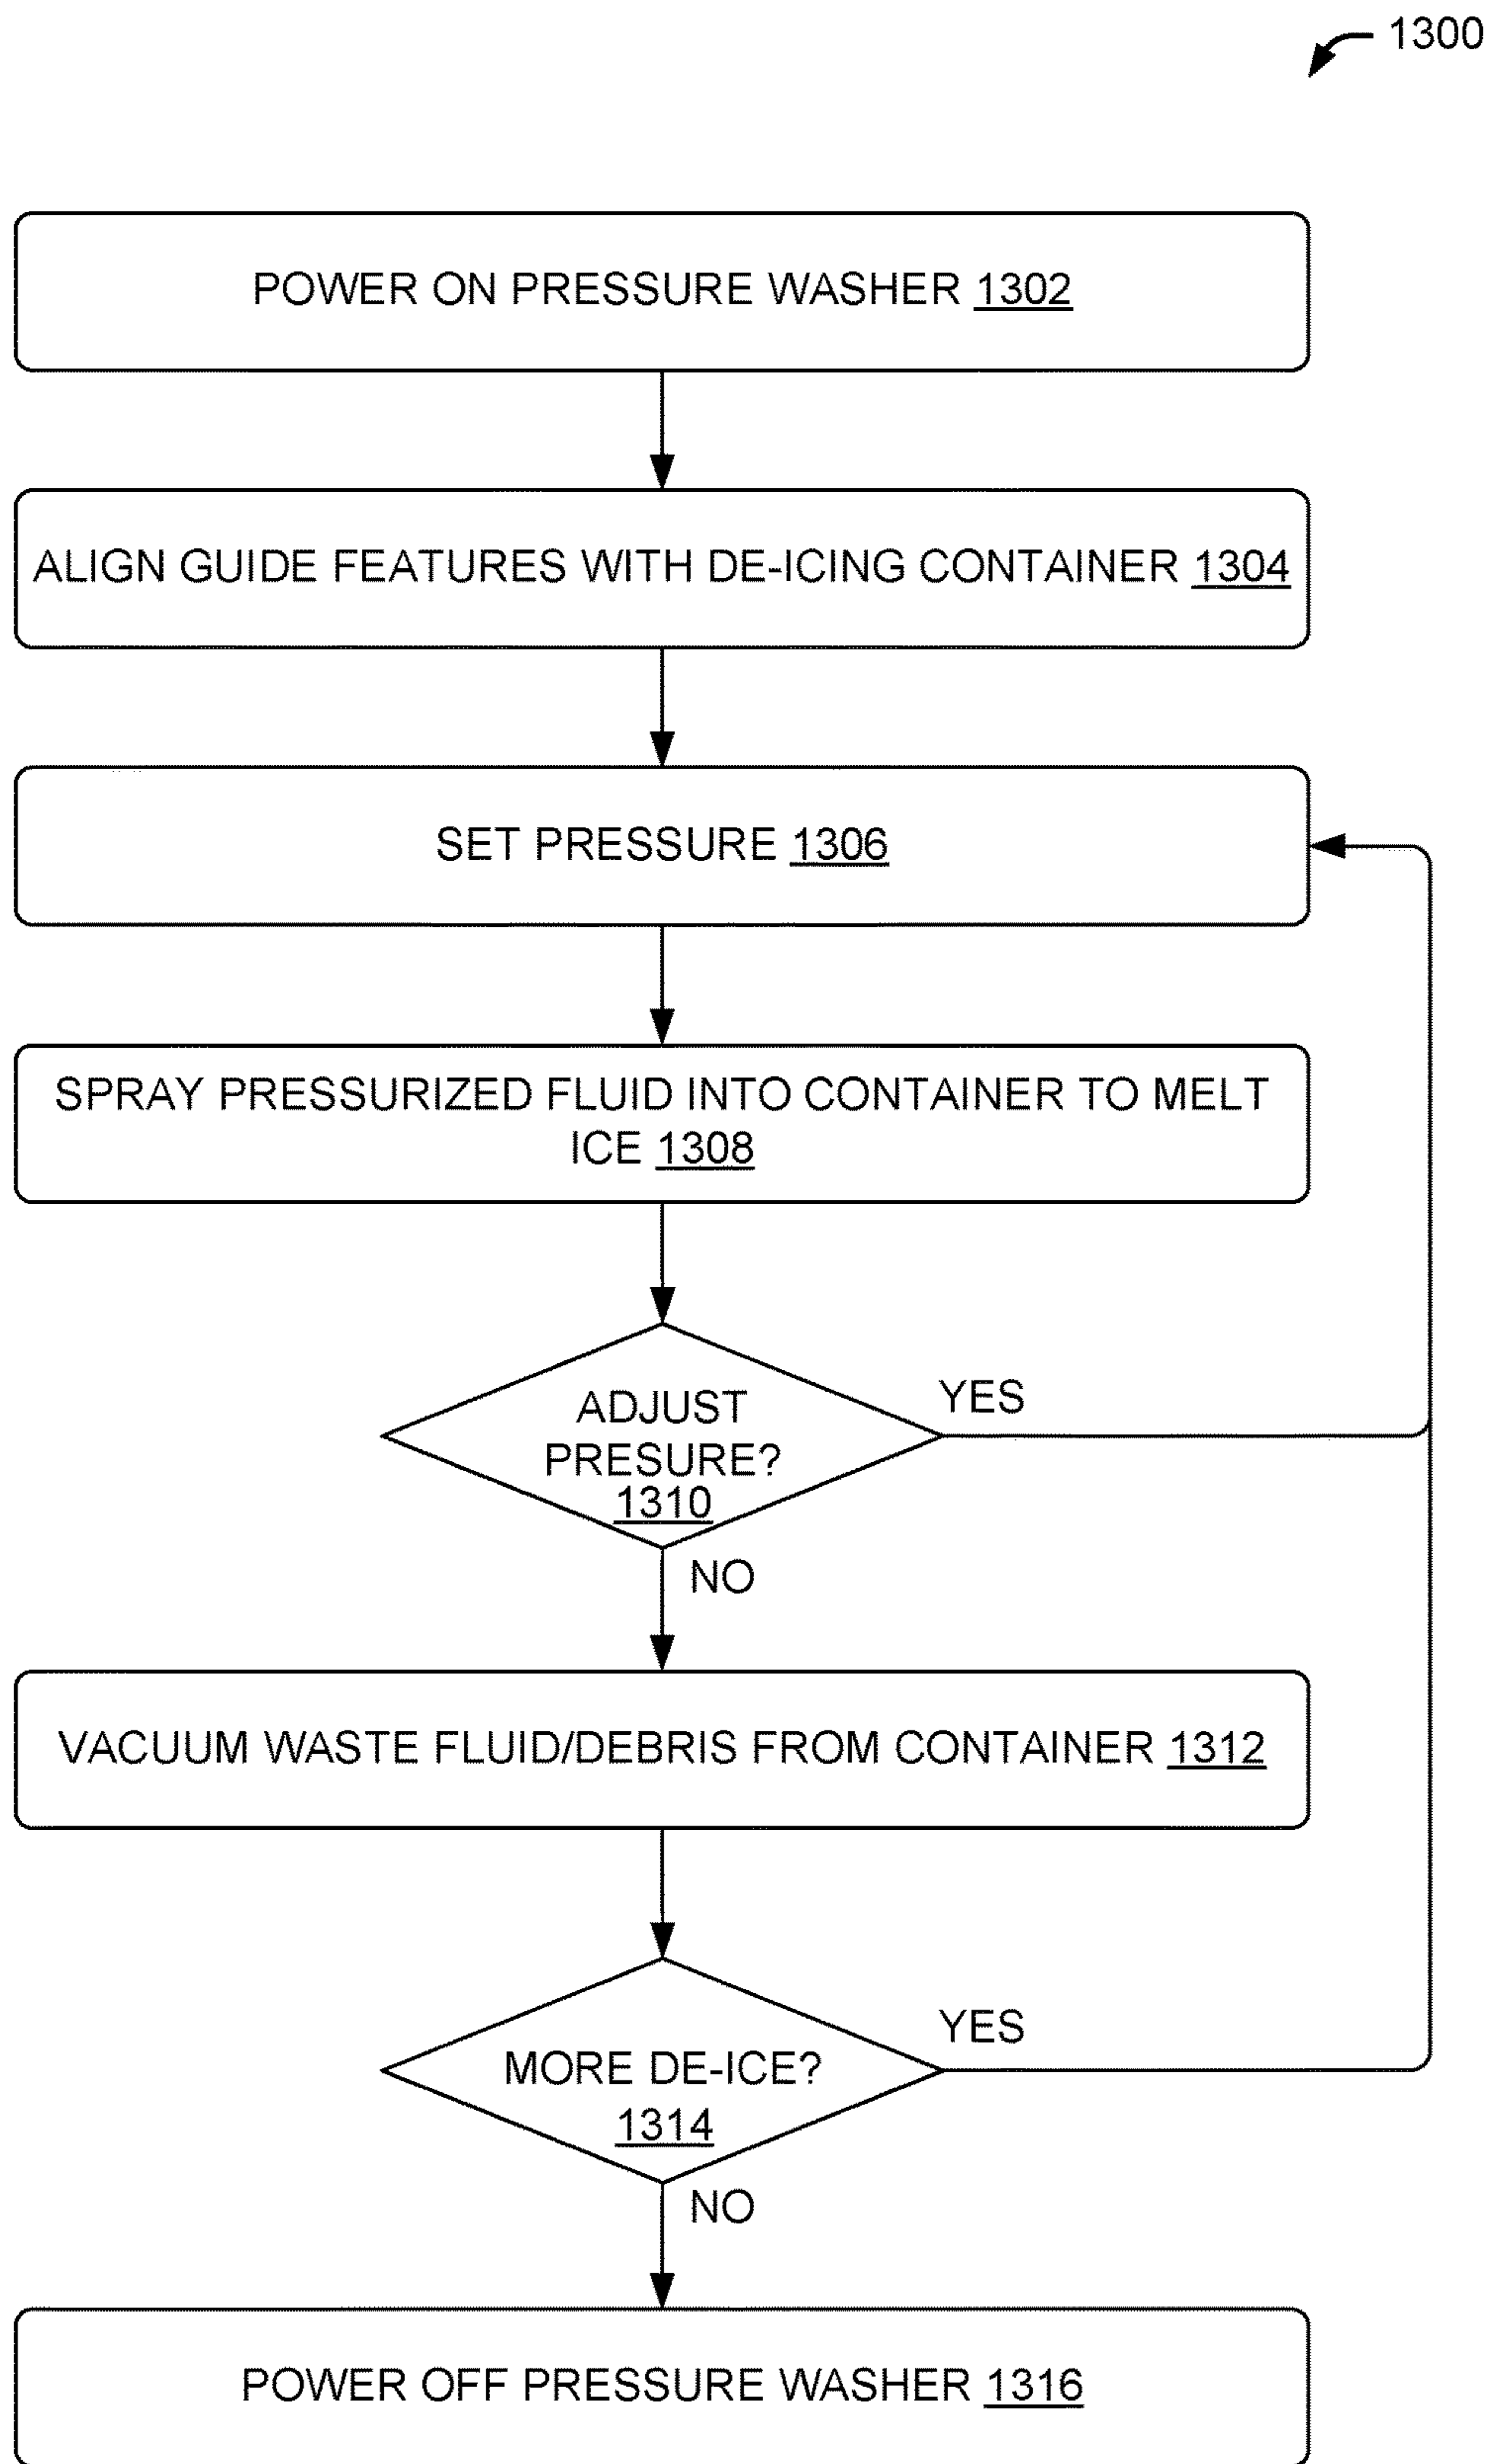 1300
POWER ON PRESSURE WASHER 1302
ALIGN GUIDE FEATURES WITH DE-ICING CONTAINER 1304
SET PRESSURE 1306
SPRAY PRESSURIZED FLUID INTO CONTAINER TO MELT
ICE 1308
ADJUST
PRESURE?
1310
YES
NO
VACUUM WASTE FLUID/DEBRIS FROM CONTAINER 1312
MORE DE-ICE?
1314
YES
NO
POWER OFF PRESSURE WASHER 1316